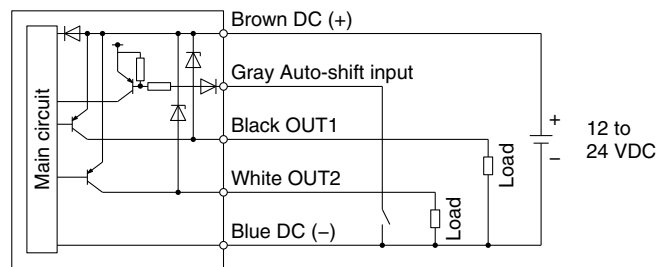 Brown DC (+)
Gray Auto-shift input
Main circuit
Black OUT1
White OUT2
Blue DC (−)
Load
Load
+
−
12 to
24 VDC